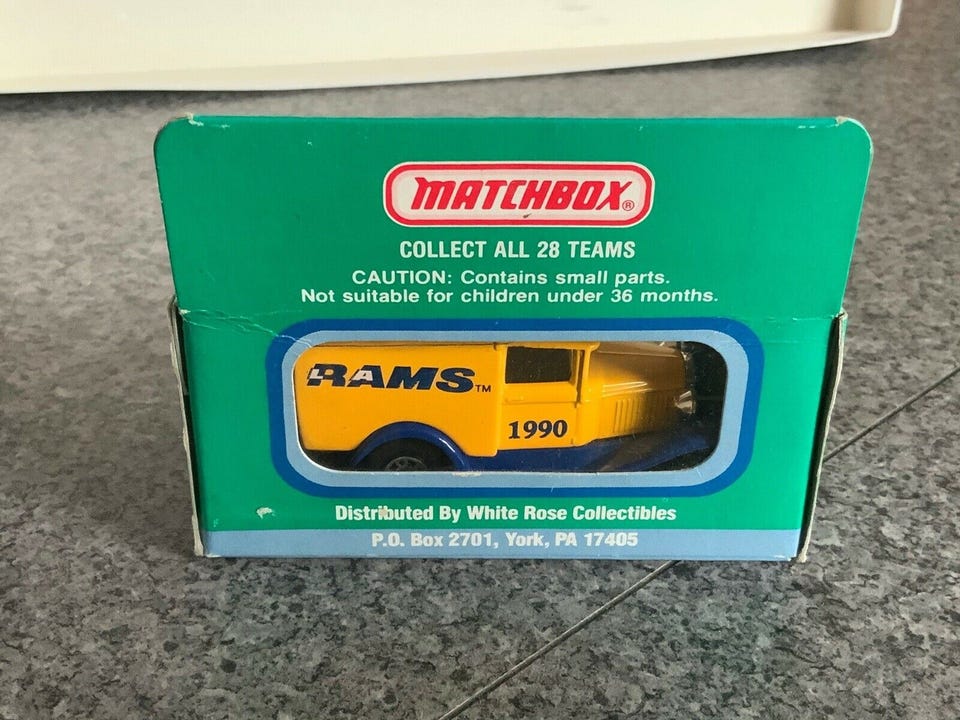 MATCHBOX®
COLLECT ALL 28 TEAMS
CAUTION: Contains small parts.
Not suitable for children under 36 months.
LA RAMS™
1990
Distributed By White Rose Collectibles
P.O. Box 2701, York, PA 17405